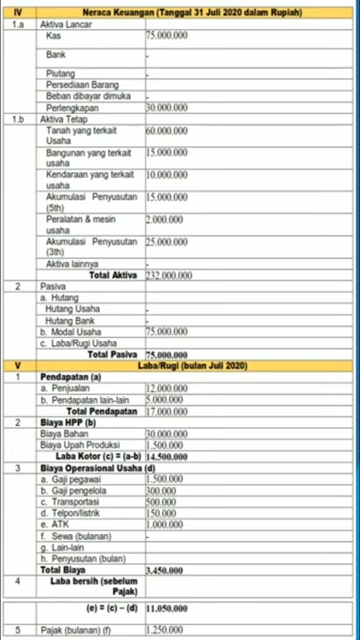 IV Neraca Keuangan (Tanggal 31 Juli 2020 dalam Rupiah)
1.a Aktiva Lancar
Kas 75.000.000
Bank -
Piutang -
Persediaan Barang
Beban dibayar dimuka -
Perlengkapan 30.000.000
1.b Aktiva Tetap
Tanah yang terkait 60.000.000
Usaha
Bangunan yang terkait 15.000.000
usaha
Kendaraan yang terkait 10.000.000
usaha
Akumulasi Penyusutan 15.000.000
(5th)
Peralatan & mesin 2.000.000
usaha
Akumulasi Penyusutan 25.000.000
(3th)
Aktiva lainnya -
Total Aktiva 232.000.000
2 Pasiva
a. Hutang
Hutang Usaha -
Hutang Bank -
b. Modal Usaha 75.000.000
c. Laba/Rugi Usaha
Total Pasiva 75.000.000
V Laba/Rugi (bulan Juli 2020)
1 Pendapatan (a)
a. Penjualan 12.000.000
b. Pendapatan lain-lain 5.000.000
Total Pendapatan 17.000.000
2 Biaya HPP (b)
Biaya Bahan 30.000.000
Biaya Upah Produksi 1.500.000
Laba Kotor (c) = (a-b) 14.500.000
3 Biaya Operasional Usaha (d)
a. Gaji pegawai 1.500.000
b. Gaji pengelola 300.000
c. Transportasi 500.000
d. Telpon/listrik 150.000
e. ATK 1.000.000
f. Sewa (bulanan) -
g. Lain-lain
h. Penyusutan (bulan)
Total Biaya 3.450.000
4 Laba bersih (sebelum
Pajak)
(e) = (c) – (d) 11.050.000
5 Pajak (bulanan) (f) 1.250.000